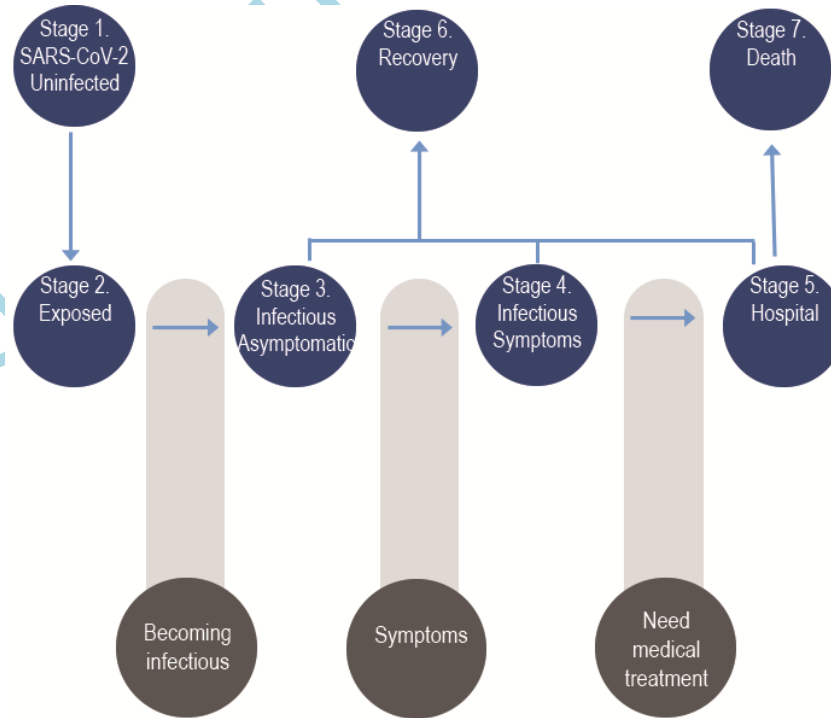 Stage 1.
SARS-CoV-2
Uninfected
Stage 6.
Recovery
Stage 7.
Death
Stage 2.
Exposed
Stage 3.
Infectious
Asymptomatic
Stage 4.
Infectious
Symptoms
Stage 5.
Hospital
Becoming
infectious
Symptoms
Need
medical
treatment